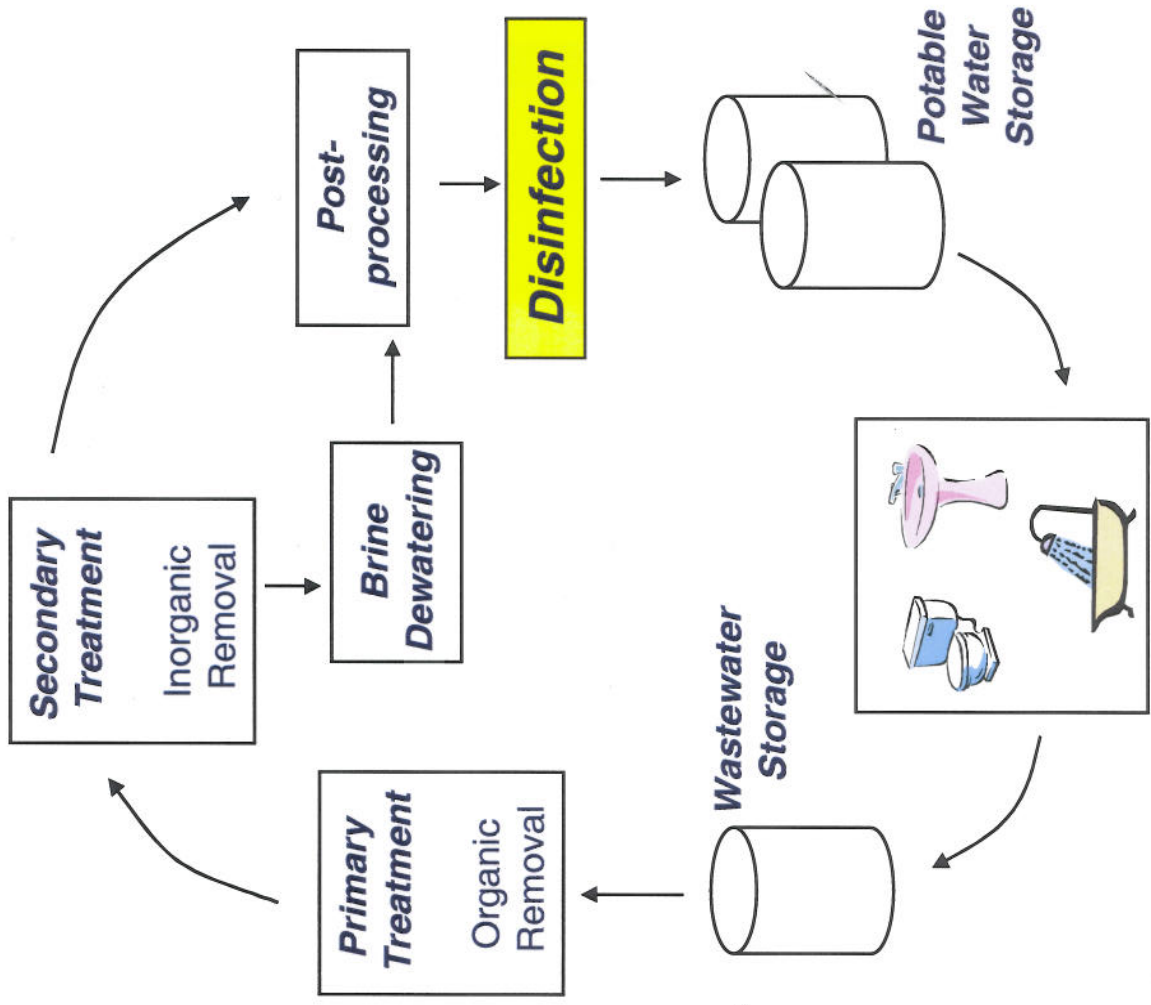 Secondary
Treatment
Inorganic
Removal
Primary
Treatment
Organic
Removal
Brine
Dewatering
Post-
processing
Disinfection
Wastewater
Storage
Potable
Water
Storage